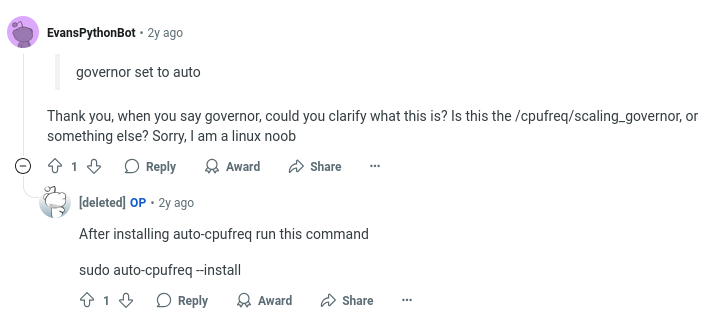 EvansPythonBot • 2y ago
governor set to auto
Thank you, when you say governor, could you clarify what this is? Is this the /cpufreq/scaling_governor, or
something else? Sorry, I am a linux noob
1 Reply Award Share ···
[deleted] OP • 2y ago
After installing auto-cpufreq run this command
sudo auto-cpufreq --install
1 Reply Award Share ···